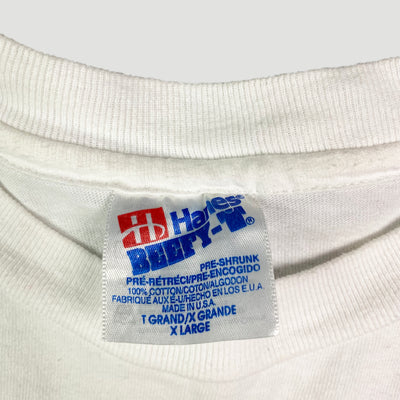 H Hanes
BEEFY-T®
PRE-SHRUNK
PRÉ-RÉTRÉCI/PRE-ENCOGIDO
100% COTTON/COTON/ALGODON
FABRIQUE AUX E-U/HECHO EN LOS E.U.A.
MADE IN U.S.A.
T GRAND/X GRANDE
X LARGE